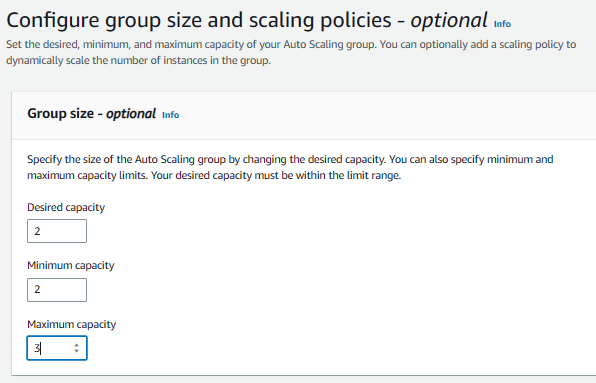 Configure group size and scaling policies - optional Info
Set the desired, minimum, and maximum capacity of your Auto Scaling group. You can optionally add a scaling policy to
dynamically scale the number of instances in the group.
Group size - optional Info
Specify the size of the Auto Scaling group by changing the desired capacity. You can also specify minimum and
maximum capacity limits. Your desired capacity must be within the limit range.
Desired capacity
2
Minimum capacity
2
Maximum capacity
3